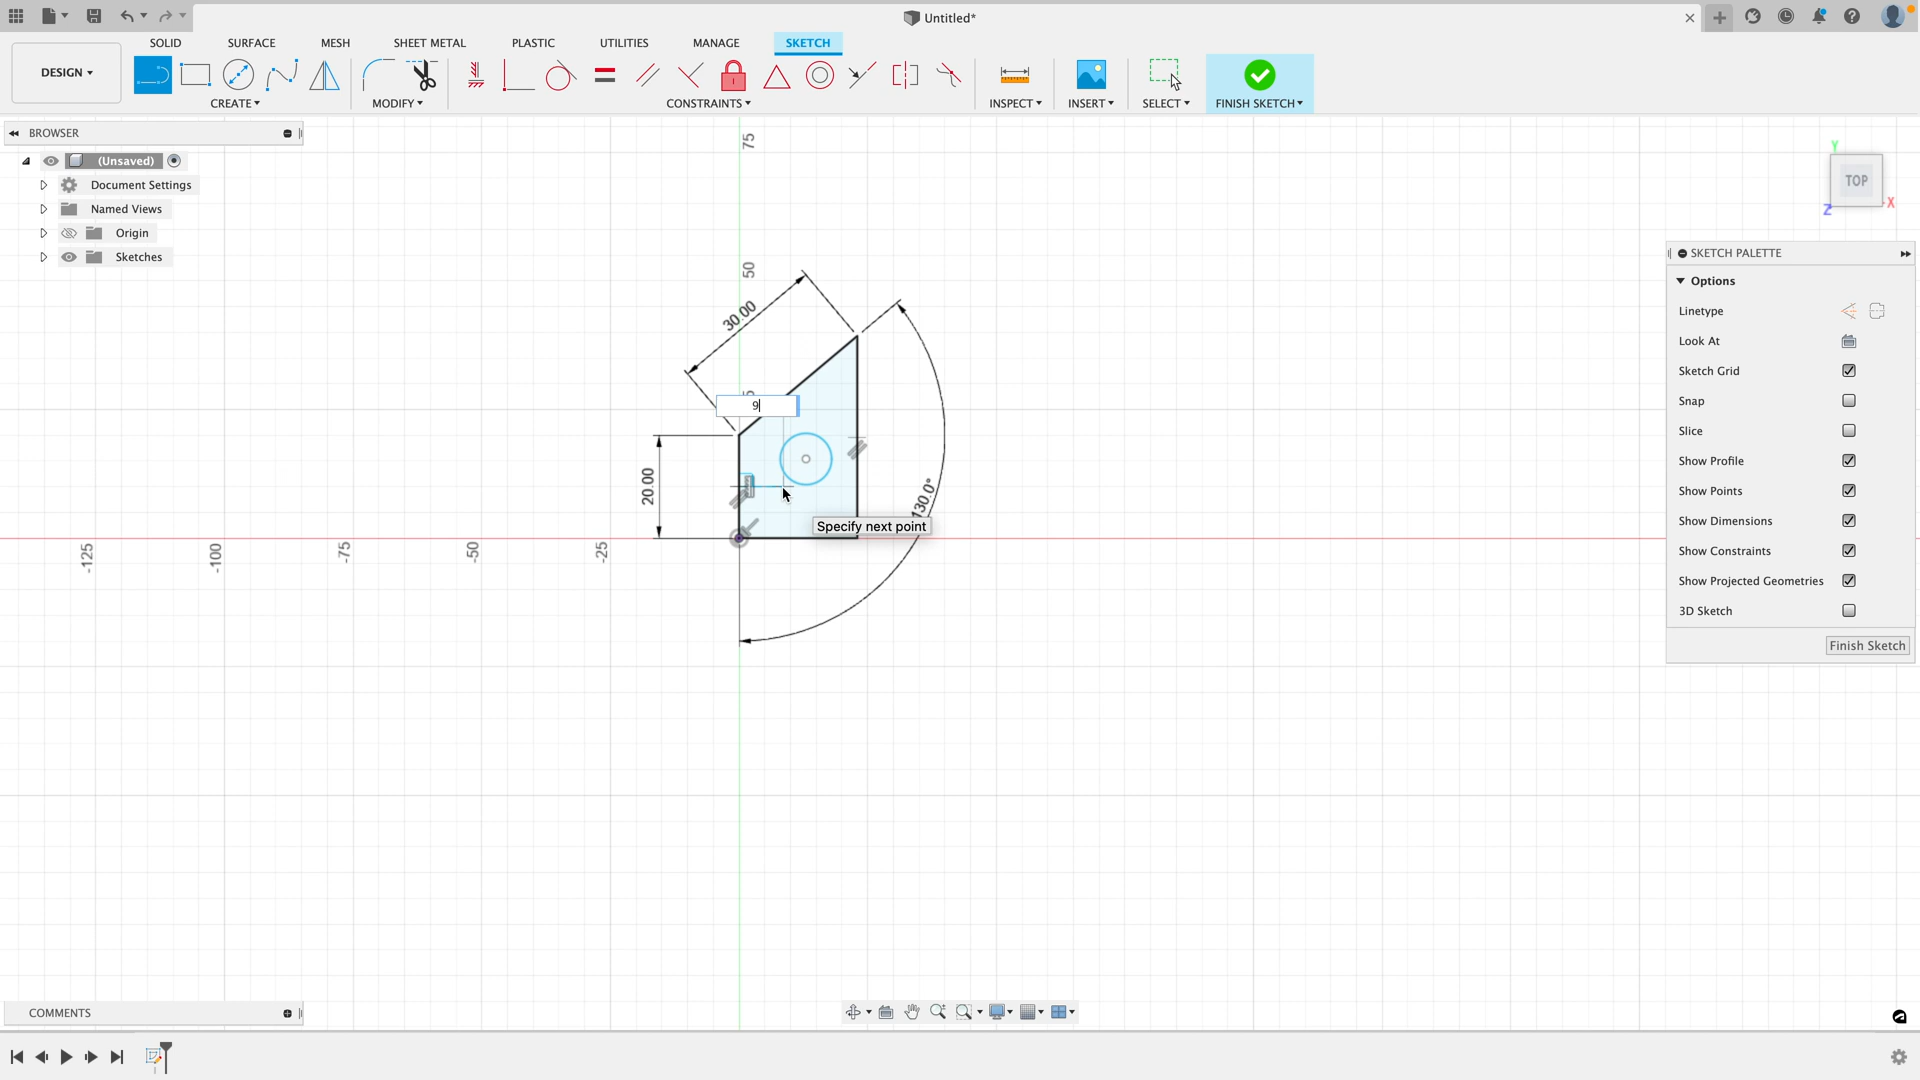 Untitled*
SOLID
SURFACE
MESH
SHEET METAL
PLASTIC
UTILITIES
MANAGE
SKETCH
DESIGN
CREATE
MODIFY
CONSTRAINTS
INSPECT
INSERT
SELECT
FINISH SKETCH
BROWSER
(Unsaved)
Document Settings
Named Views
Origin
Sketches
75
50
TOP
Y
X
Z
SKETCH PALETTE
Options
Linetype
Look At
Sketch Grid
Snap
Slice
Show Profile
Show Points
Show Dimensions
Show Constraints
Show Projected Geometries
3D Sketch
Finish Sketch
30.00
9
20.00
130.0°
Specify next point
-125
-100
-75
-50
-25
COMMENTS